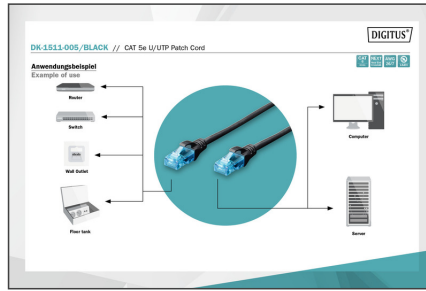 DIGITUS®
DK-1511-005/BLACK // CAT 5e U/UTP Patch Cord
Anwendungsbeispiel
Example of use
Router
Switch
Wall Outlet
Floor tank
Computer
Server